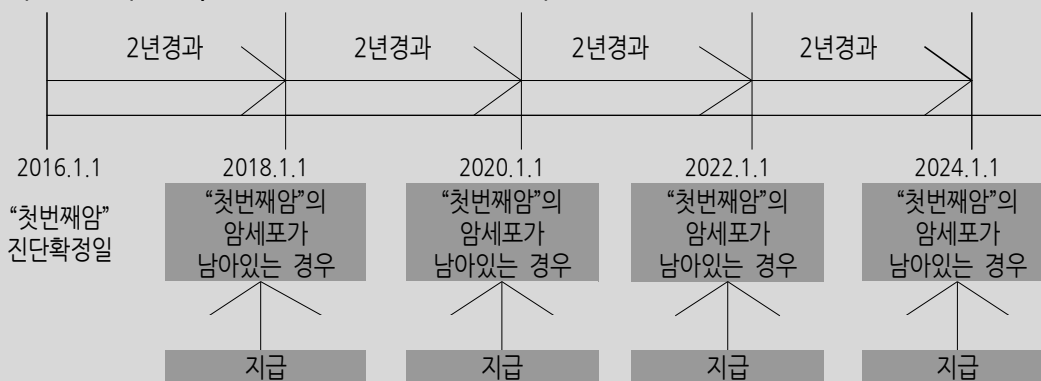 2년경과 2년경과 2년경과 2년경과
2016.1.1 2018.1.1 2020.1.1 2022.1.1 2024.1.1
“첫번째암” “첫번째암”의 “첫번째암”의 “첫번째암”의 “첫번째암”의
진단확정일 암세포가 암세포가 암세포가 암세포가
남아있는 경우 남아있는 경우 남아있는 경우 남아있는 경우
지급 지급 지급 지급